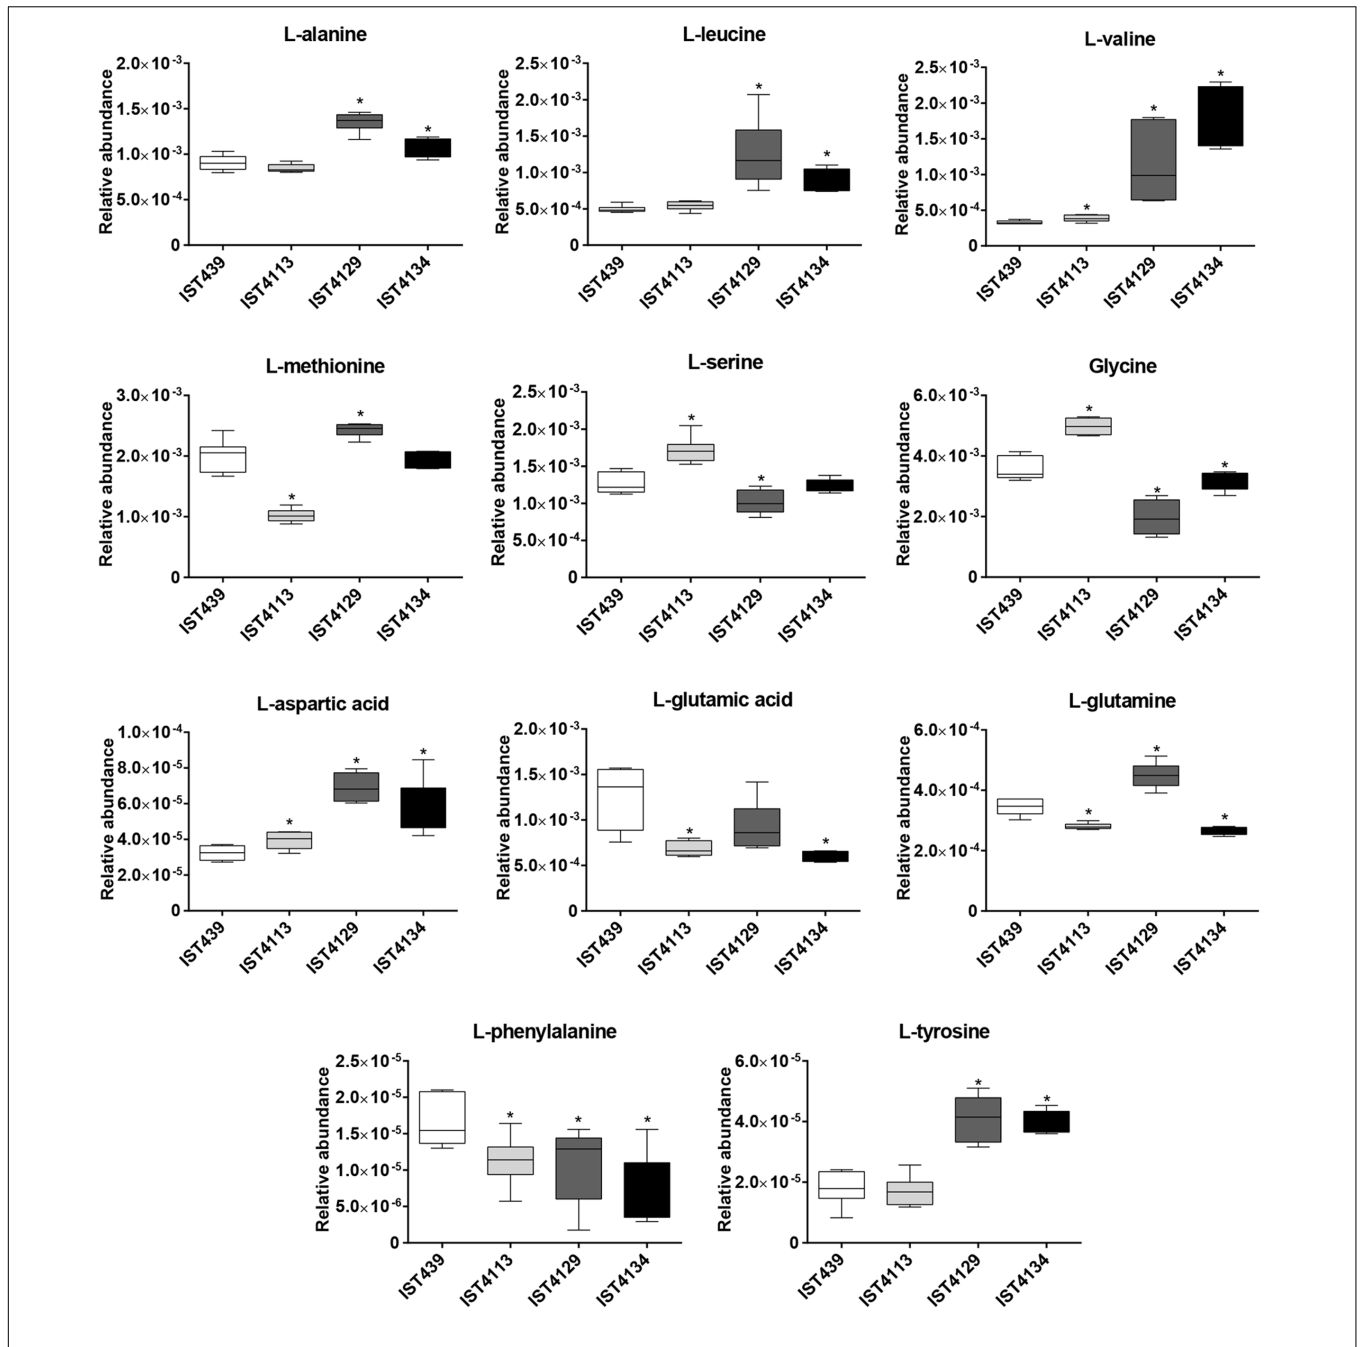 L-alanine
Relative abundance
2.0×10⁻³
1.5×10⁻³
1.0×10⁻³
5.0×10⁻⁴
0
*
*
IST439
IST4113
IST4129
IST4134
L-leucine
Relative abundance
2.5×10⁻³
2.0×10⁻³
1.5×10⁻³
1.0×10⁻³
5.0×10⁻⁴
0
*
*
IST439
IST4113
IST4129
IST4134
L-valine
Relative abundance
2.5×10⁻³
2.0×10⁻³
1.5×10⁻³
1.0×10⁻³
5.0×10⁻⁴
0
*
*
*
IST439
IST4113
IST4129
IST4134
L-methionine
Relative abundance
3.0×10⁻³
2.0×10⁻³
1.0×10⁻³
0
*
*
IST439
IST4113
IST4129
IST4134
L-serine
Relative abundance
2.5×10⁻³
2.0×10⁻³
1.5×10⁻³
1.0×10⁻³
5.0×10⁻⁴
0
*
*
IST439
IST4113
IST4129
IST4134
Glycine
Relative abundance
6.0×10⁻³
4.0×10⁻³
2.0×10⁻³
0
*
*
*
IST439
IST4113
IST4129
IST4134
L-aspartic acid
Relative abundance
1.0×10⁻⁴
8.0×10⁻⁵
6.0×10⁻⁵
4.0×10⁻⁵
2.0×10⁻⁵
0
*
*
*
IST439
IST4113
IST4129
IST4134
L-glutamic acid
Relative abundance
2.0×10⁻³
1.5×10⁻³
1.0×10⁻³
5.0×10⁻⁴
0
*
*
IST439
IST4113
IST4129
IST4134
L-glutamine
Relative abundance
6.0×10⁻⁴
4.0×10⁻⁴
2.0×10⁻⁴
0
*
*
*
IST439
IST4113
IST4129
IST4134
L-phenylalanine
Relative abundance
2.5×10⁻⁵
2.0×10⁻⁵
1.5×10⁻⁵
1.0×10⁻⁵
5.0×10⁻⁶
0
*
*
*
IST439
IST4113
IST4129
IST4134
L-tyrosine
Relative abundance
6.0×10⁻⁵
4.0×10⁻⁵
2.0×10⁻⁵
0
*
*
IST439
IST4113
IST4129
IST4134